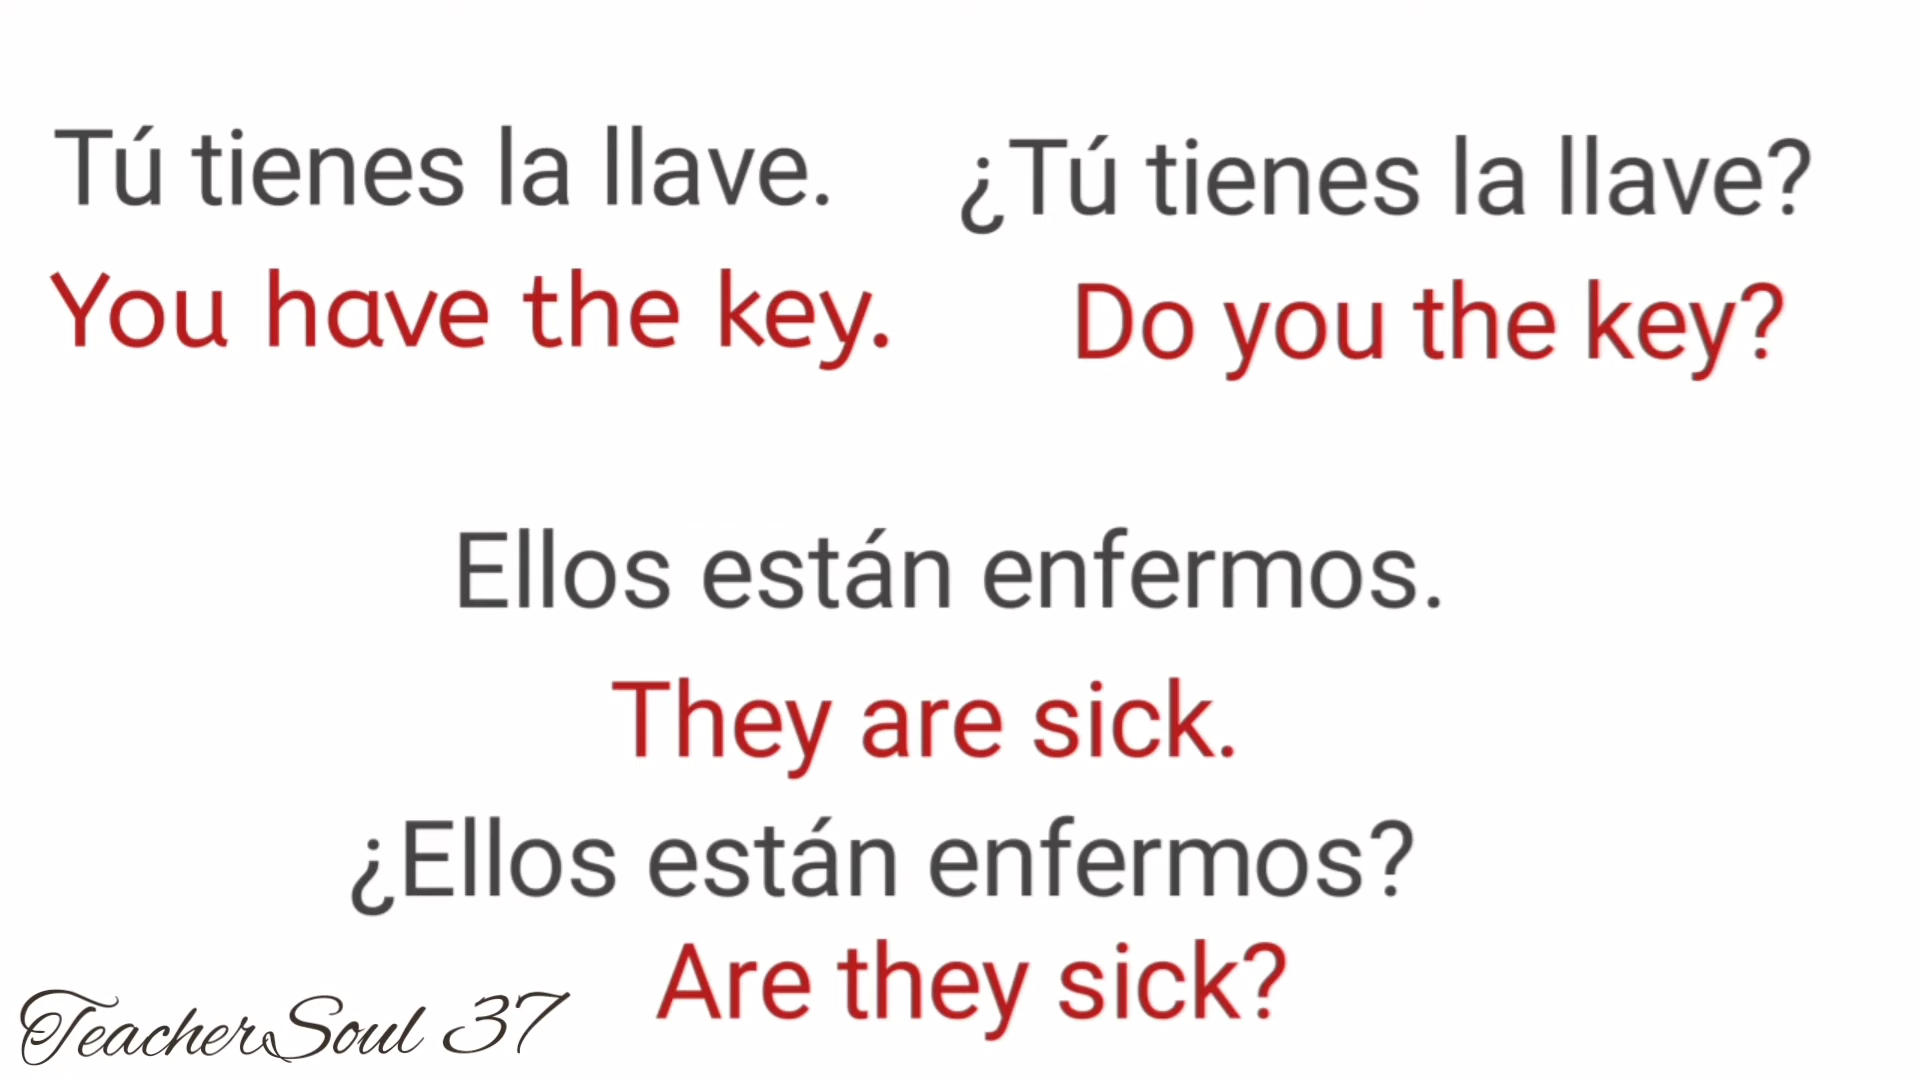 Tú tienes la llave.
You have the key.
¿Tú tienes la llave?
Do you the key?
Ellos están enfermos.
They are sick.
¿Ellos están enfermos?
Are they sick?
TeacherSoul 37